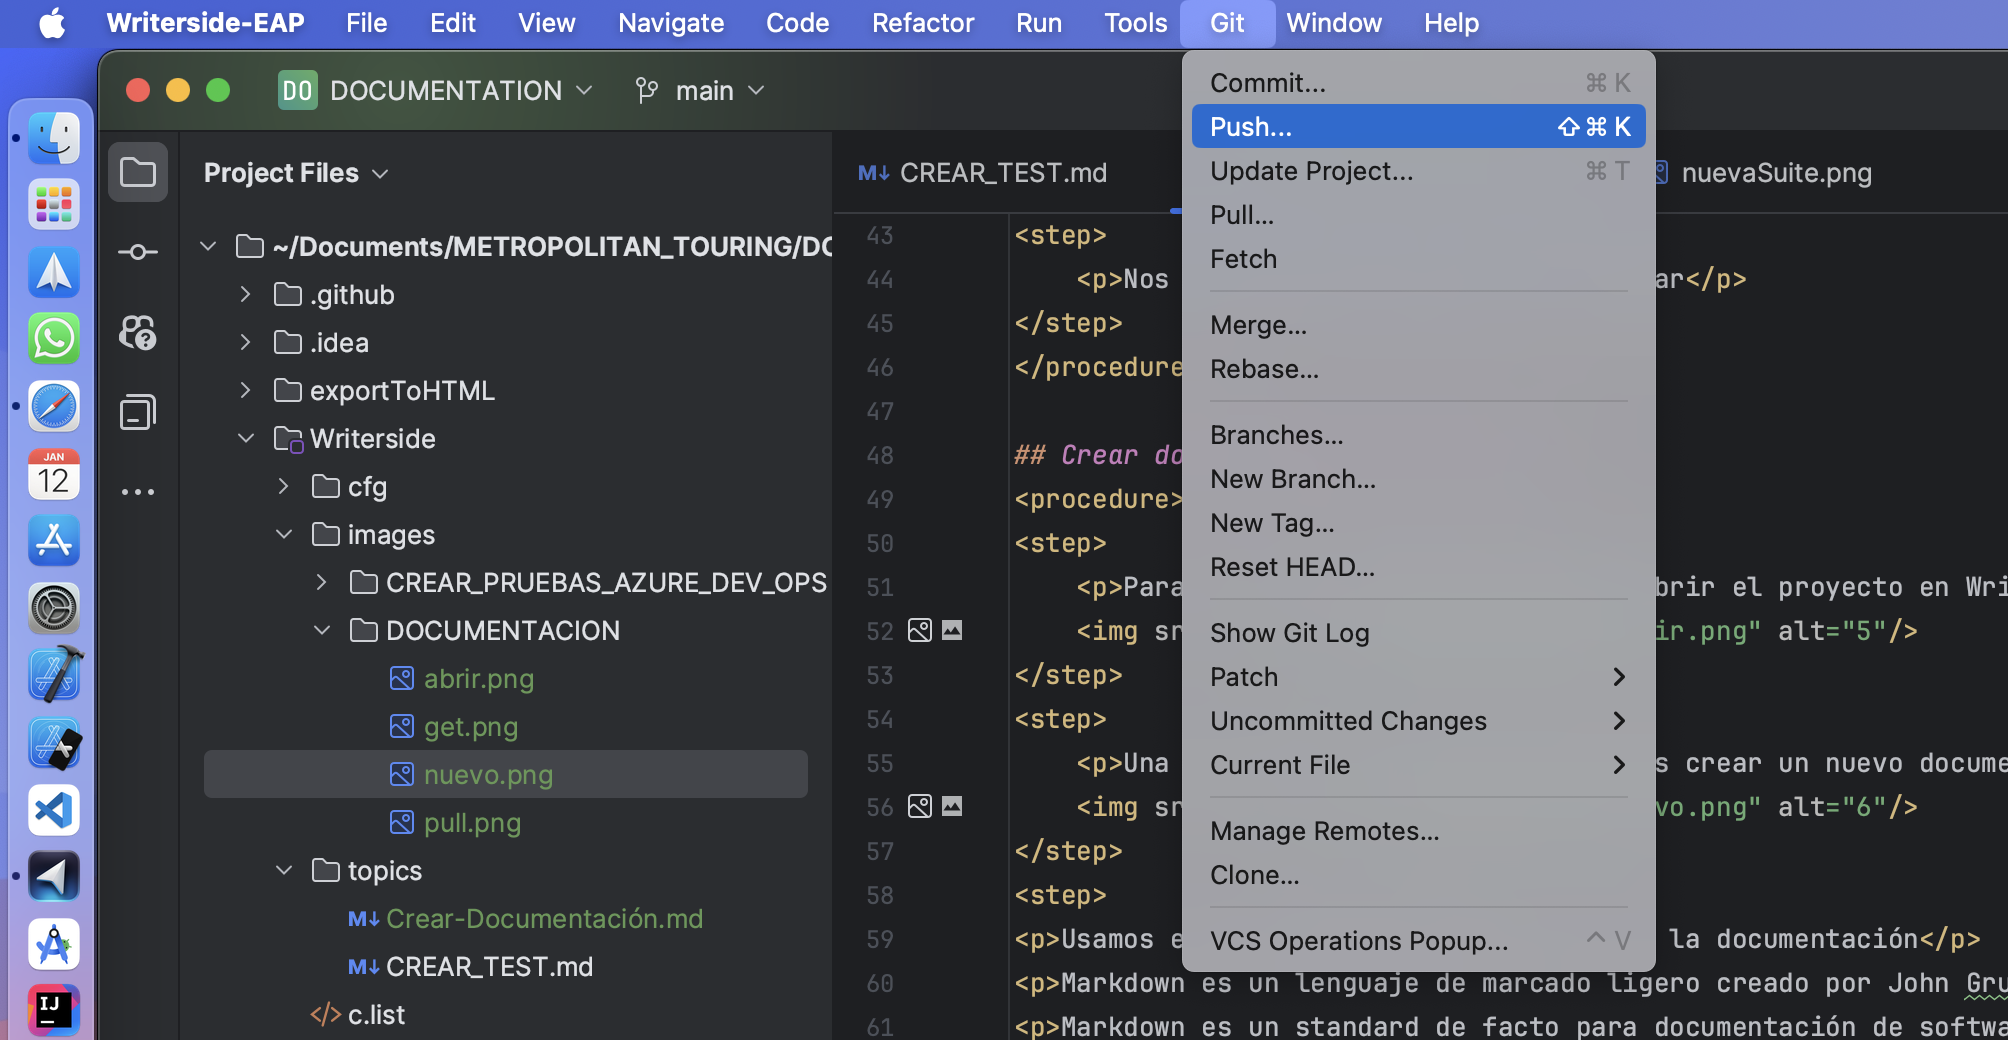 Writerside-EAP File Edit View Navigate Code Refactor Run Tools Git Window Help
DO DOCUMENTATION main
Project Files
~/Documents/METROPOLITAN_TOURING/DO
.github
.idea
exportToHTML
Writerside
cfg
images
CREAR_PRUEBAS_AZURE_DEV_OPS
DOCUMENTACION
abrir.png
get.png
nuevo.png
pull.png
topics
M↓ Crear-Documentación.md
M↓ CREAR_TEST.md
</> c.list
JAN
12
IJ
M↓ CREAR_TEST.md
nuevaSuite.png
43 <step>
44 <p>Nos ar</p>
45 </step>
46 </procedure
47
48 ## Crear do
49 <procedure>
50 <step>
51 <p>Para brir el proyecto en Wri
52 <img sr ir.png" alt="5"/>
53 </step>
54 <step>
55 <p>Una s crear un nuevo docume
56 <img sr vo.png" alt="6"/>
57 </step>
58 <step>
59 <p>Usamos e la documentación</p>
60 <p>Markdown es un lenguaje de marcado ligero creado por John Gru
61 <p>Markdown es un standard de facto para documentación de softwa
Commit... ⌘ K
Push... ⇧ ⌘ K
Update Project... ⌘ T
Pull...
Fetch
Merge...
Rebase...
Branches...
New Branch...
New Tag...
Reset HEAD...
Show Git Log
Patch
Uncommitted Changes
Current File
Manage Remotes...
Clone...
VCS Operations Popup... ^ V